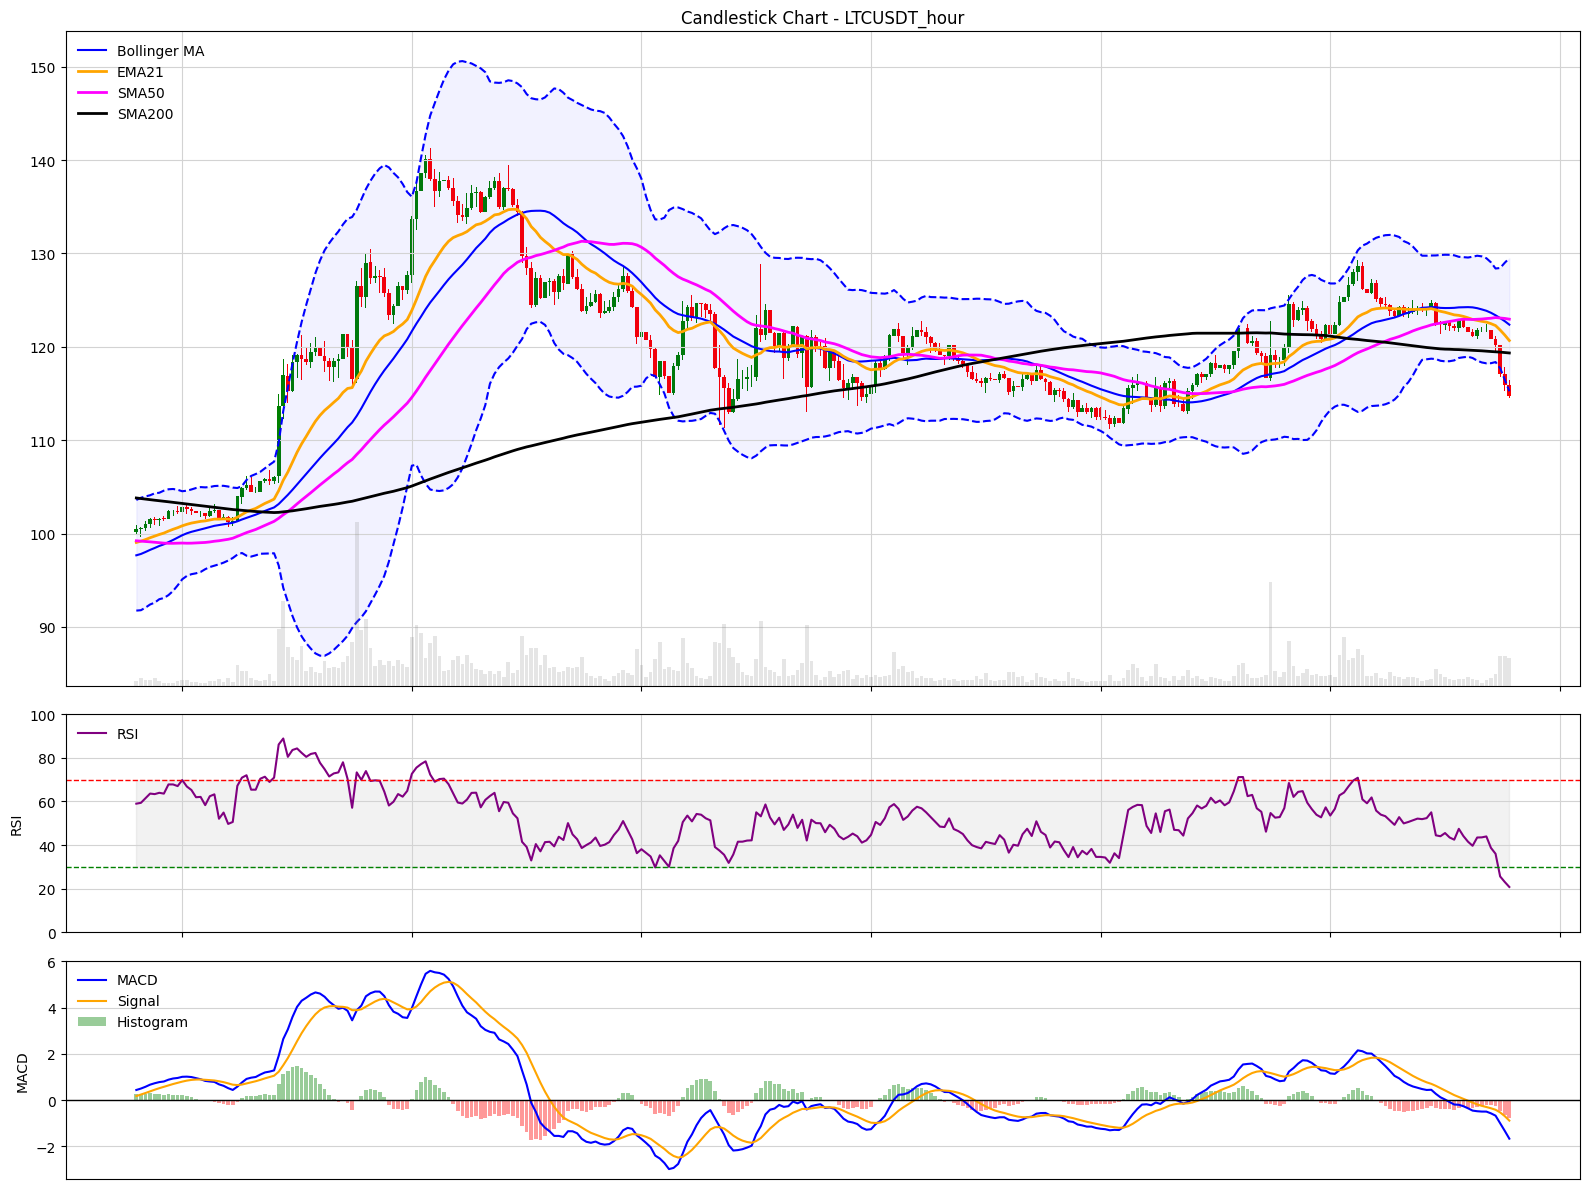 Candlestick Chart - LTCUSDT_hour
Bollinger MA
EMA21
SMA50
SMA200
150
140
130
120
110
100
90
RSI
100
80
60
40
20
0
RSI
MACD
Signal
Histogram
6
4
2
0
−2
MACD